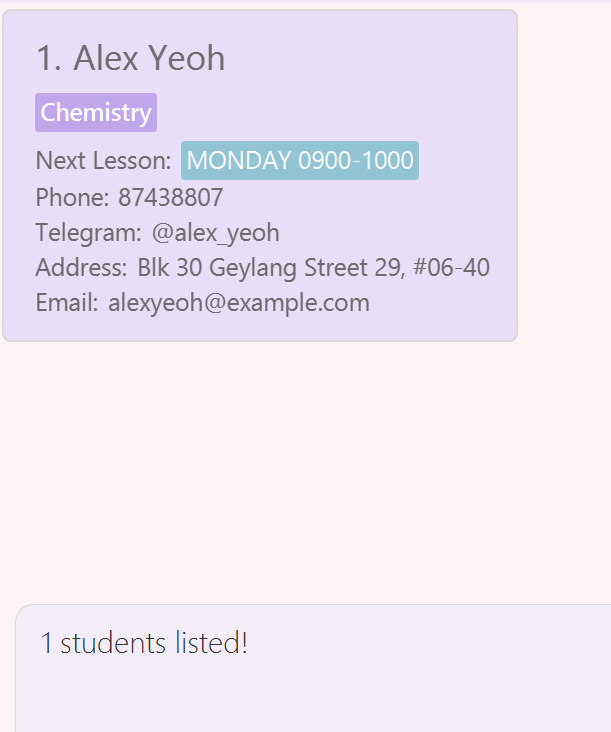 1. Alex Yeoh
Chemistry
Next Lesson: MONDAY 0900-1000
Phone: 87438807
Telegram: @alex_yeoh
Address: Blk 30 Geylang Street 29, #06-40
Email: alexyeoh@example.com
1 students listed!